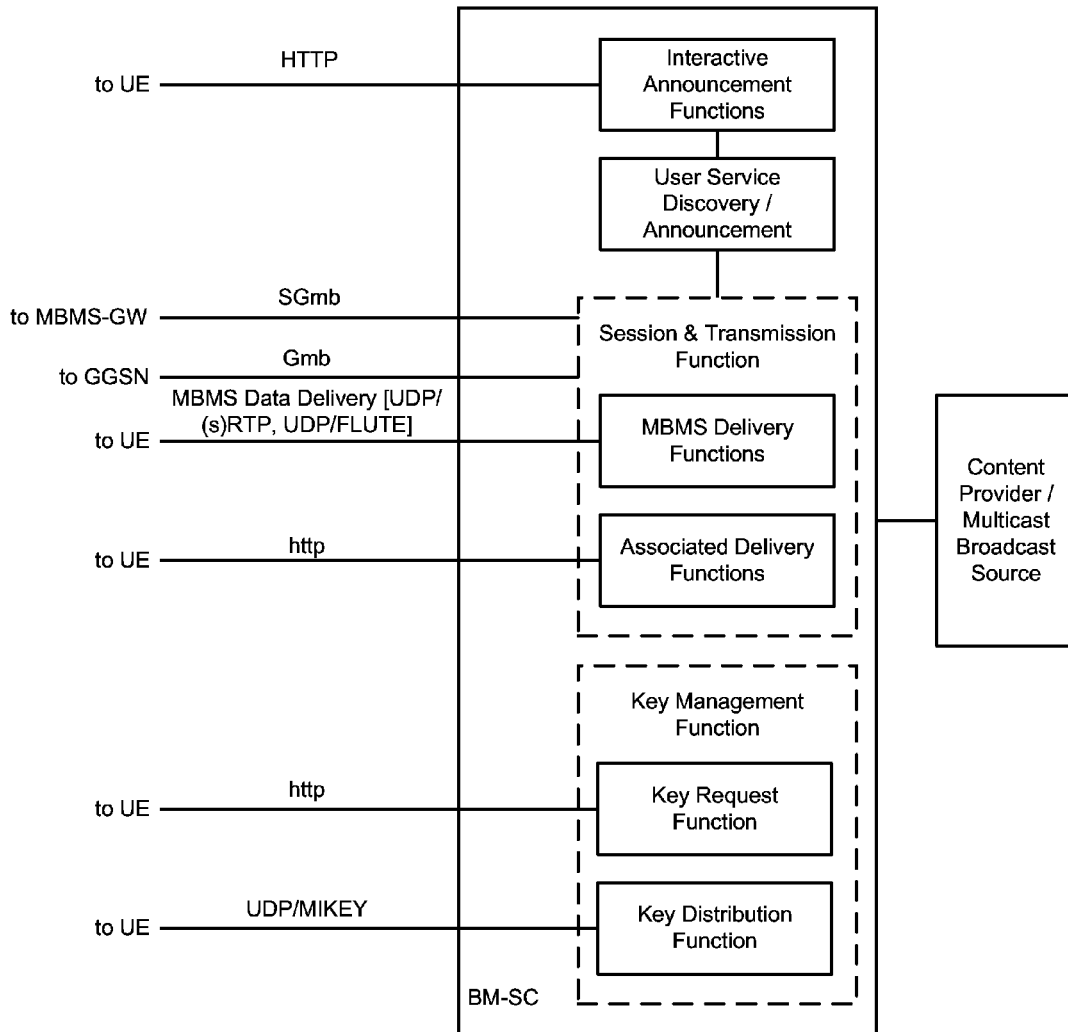 HTTP
to UE
Interactive
Announcement
Functions
User Service
Discovery /
Announcement
SGmb
to MBMS-GW
Session & Transmission
Function
Gmb
to GGSN
MBMS Data Delivery [UDP/
(s)RTP, UDP/FLUTE]
to UE
MBMS Delivery
Functions
Content
Provider /
Multicast
Broadcast
Source
http
to UE
Associated Delivery
Functions
Key Management
Function
http
to UE
Key Request
Function
UDP/MIKEY
to UE
Key Distribution
Function
BM-SC